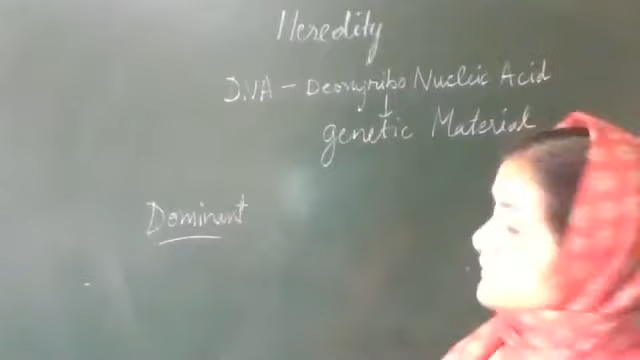 Heredity
DNA - Deoxyribo Nucleic Acid
genetic Material
Dominant